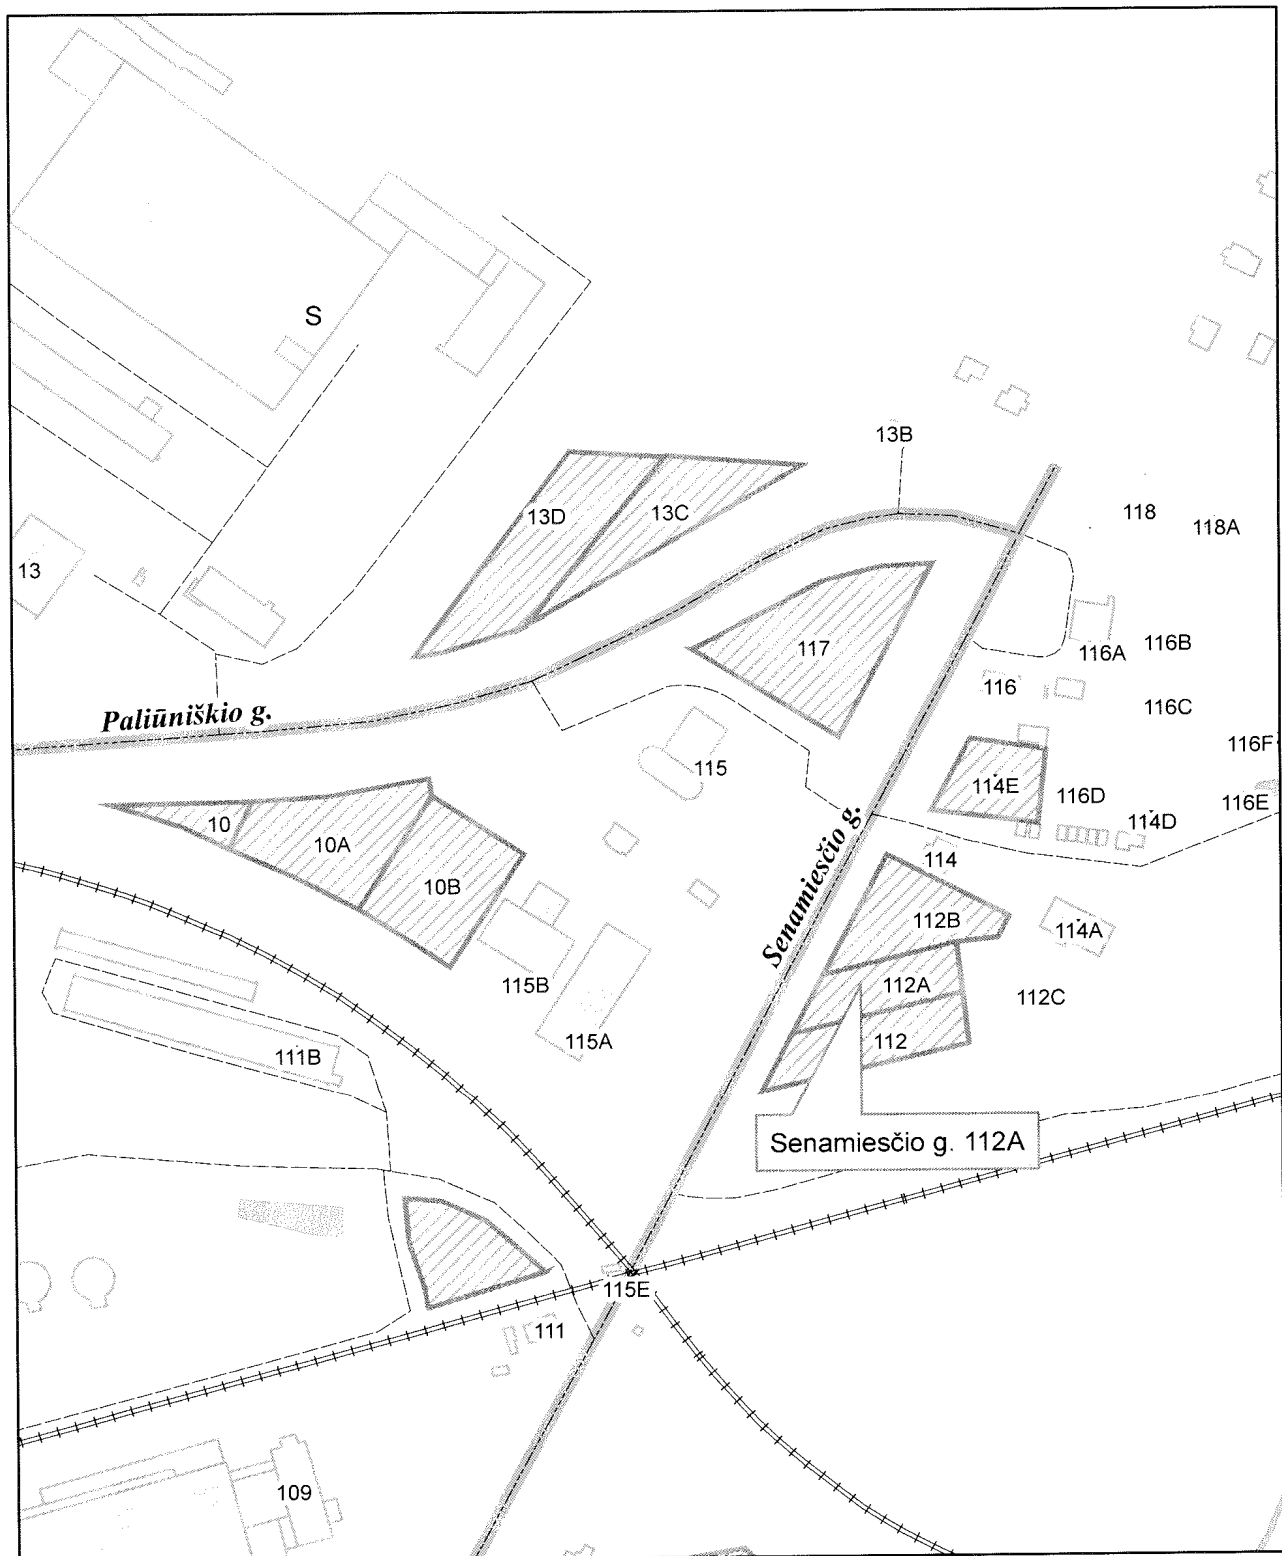 S
13B
13D
13C
118
118A
13
117
116A
116B
116
116C
Paliūniškio g.
116F
115
114E
116D
116E
114D
10
10A
10B
Senamiesčio g.
114
112B
114A
112A
112C
115B
115A
112
111B
Senamiesčio g. 112A
115E
111
109